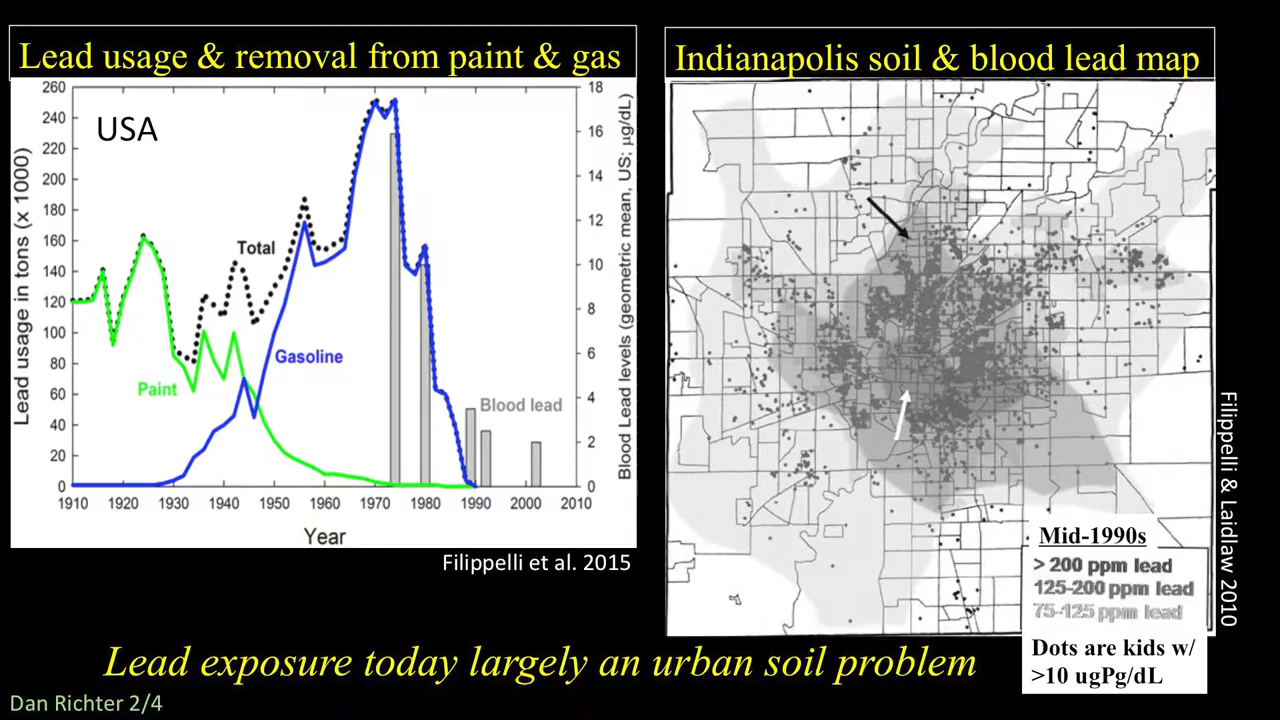 Lead usage & removal from paint & gas
USA
Lead usage in tons (x 1000)
260
240
220
200
180
160
140
120
100
80
60
40
20
0
Total
Gasoline
Paint
Blood lead
18
16
14
12
10
8
6
4
2
0
Blood Lead levels (geometric mean, US; µg/dL)
1910 1920 1930 1940 1950 1960 1970 1980 1990 2000 2010
Year
Filippelli et al. 2015
Indianapolis soil & blood lead map
Filippelli & Laidlaw 2010
Mid-1990s
> 200 ppm lead
125-200 ppm lead
75-125 ppm lead
Dots are kids w/
>10 ugPg/dL
Lead exposure today largely an urban soil problem
Dan Richter 2/4